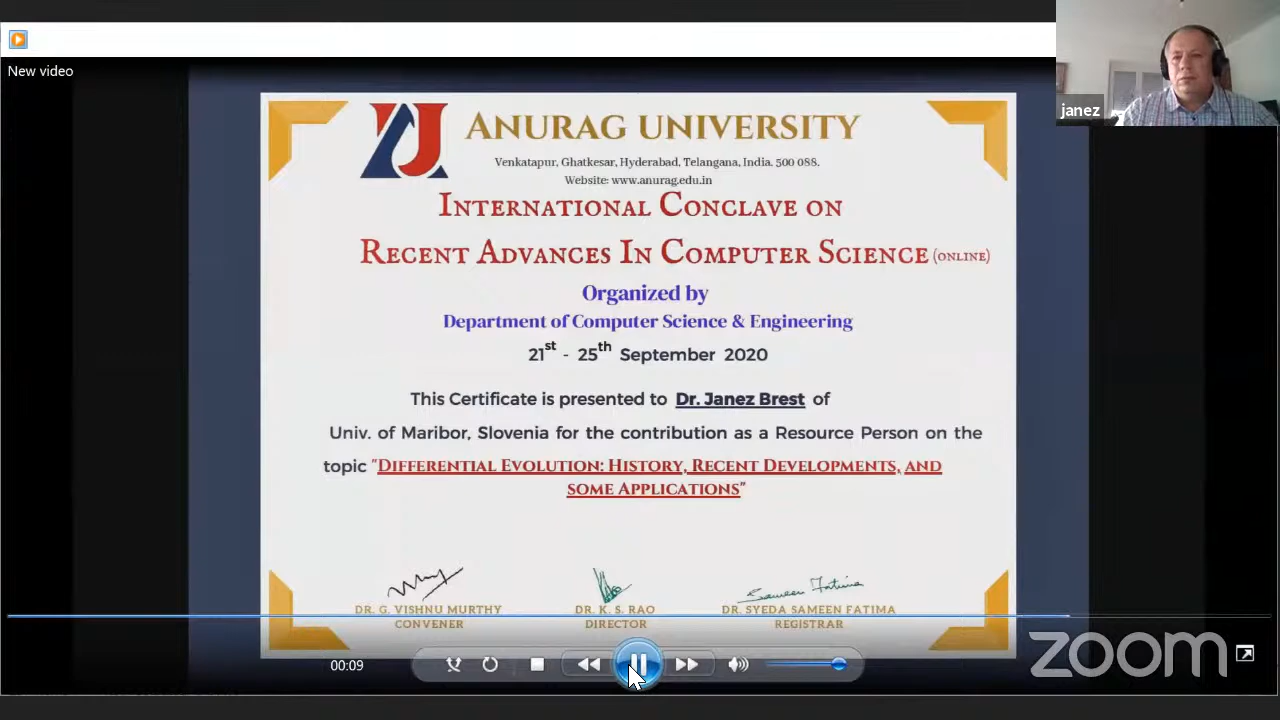 New video
janez
ANURAG UNIVERSITY
Venkatapur, Ghatkesar, Hyderabad, Telangana, India. 500 088.
Website: www.anurag.edu.in
INTERNATIONAL CONCLAVE ON
RECENT ADVANCES IN COMPUTER SCIENCE (ONLINE)
Organized by
Department of Computer Science & Engineering
21st - 25th September 2020
This Certificate is presented to Dr. Janez Brest of
Univ. of Maribor, Slovenia for the contribution as a Resource Person on the
topic "DIFFERENTIAL EVOLUTION: HISTORY, RECENT DEVELOPMENTS, AND
SOME APPLICATIONS"
Sameen Fatima
DR. G. VISHNU MURTHY
CONVENER
DR. K. S. RAO
DIRECTOR
DR. SYEDA SAMEEN FATIMA
REGISTRAR
00:09
zoom